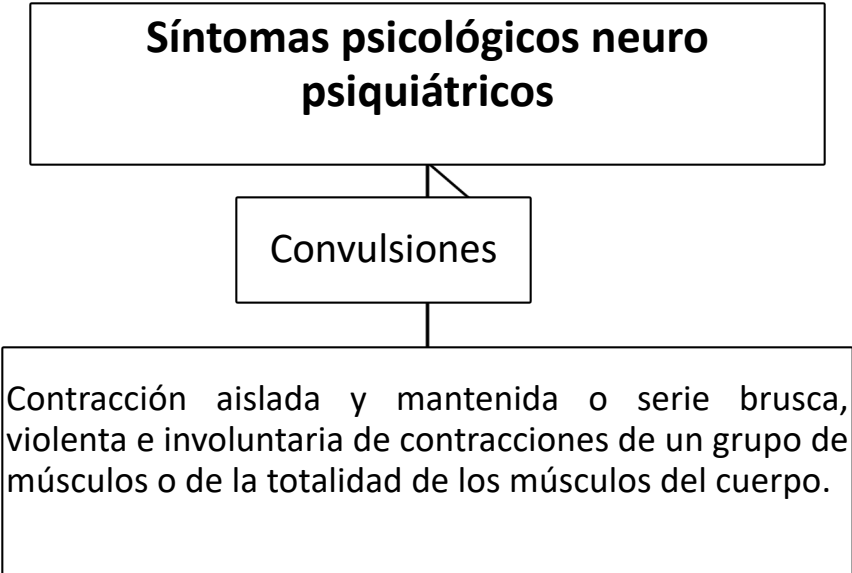 Síntomas psicológicos neuro
psiquiátricos
Convulsiones
Contracción aislada y mantenida o serie brusca,
violenta e involuntaria de contracciones de un grupo de
músculos o de la totalidad de los músculos del cuerpo.